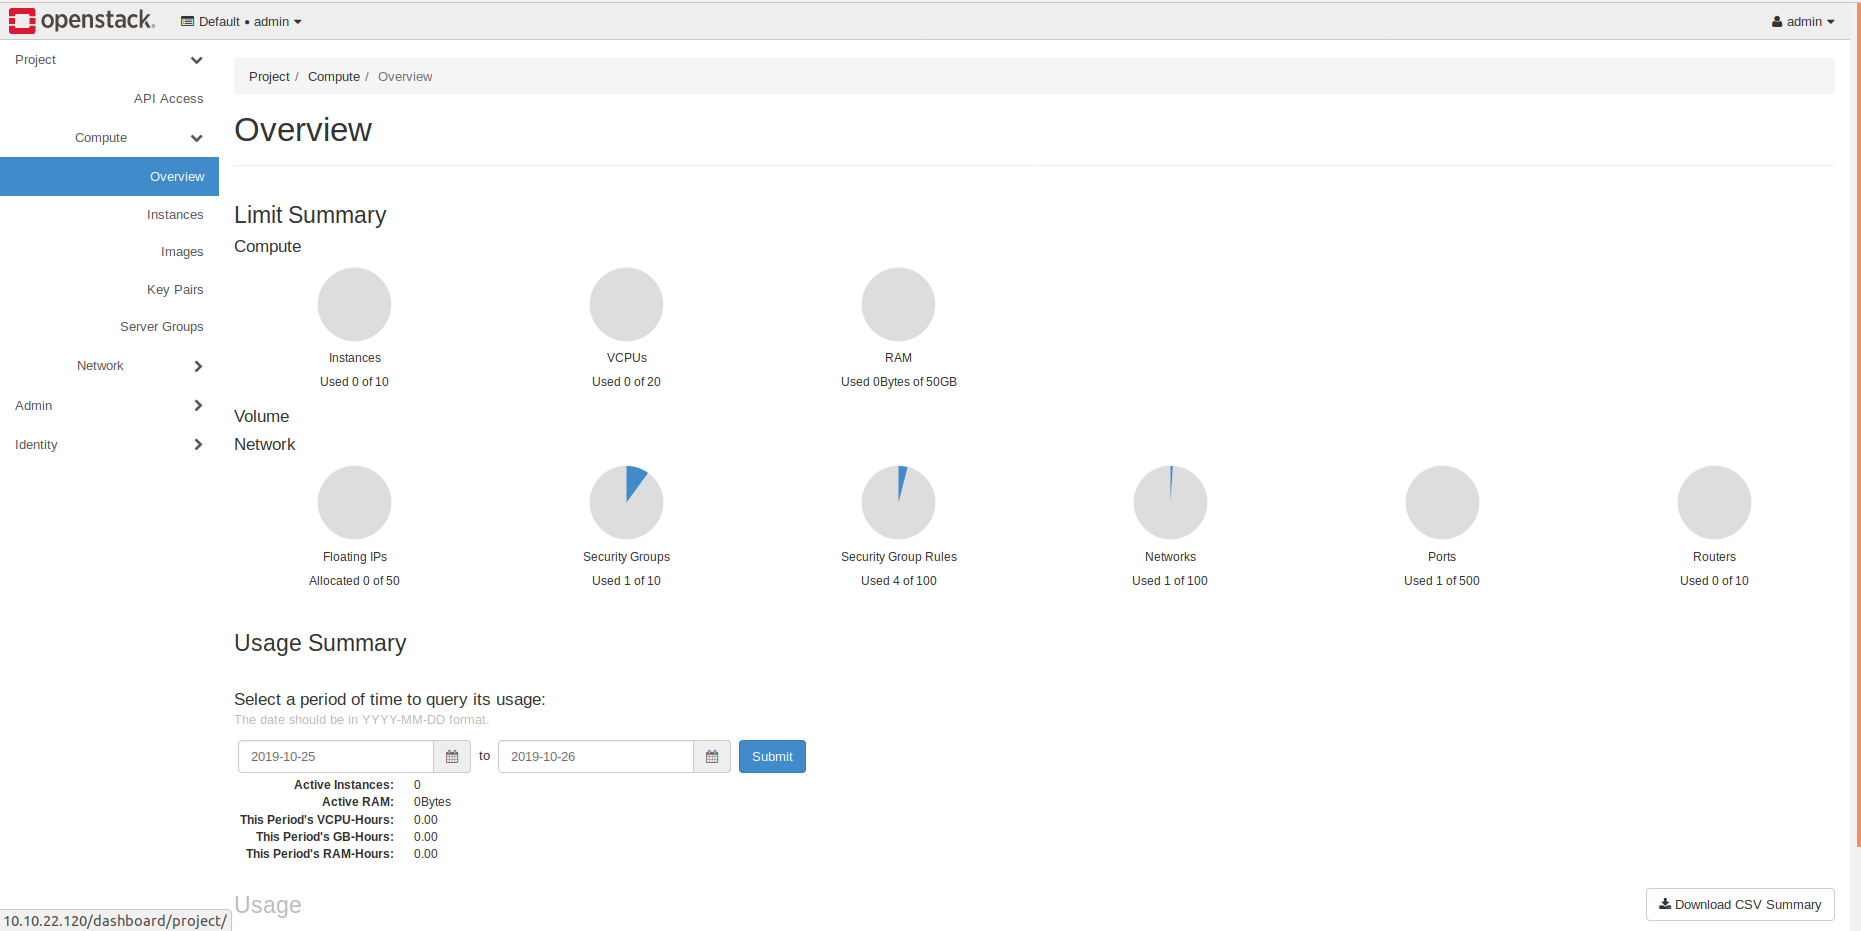 openstack. Default • admin admin
Project
API Access
Compute
Overview
Instances
Images
Key Pairs
Server Groups
Network
Admin
Identity
Project / Compute / Overview
Overview
Limit Summary
Compute
Instances VCPUs RAM
Used 0 of 10 Used 0 of 20 Used 0Bytes of 50GB
Volume
Network
Floating IPs Security Groups Security Group Rules Networks Ports Routers
Allocated 0 of 50 Used 1 of 10 Used 4 of 100 Used 1 of 100 Used 1 of 500 Used 0 of 10
Usage Summary
Select a period of time to query its usage:
The date should be in YYYY-MM-DD format.
2019-10-25 to 2019-10-26 Submit
Active Instances: 0
Active RAM: 0Bytes
This Period's VCPU-Hours: 0.00
This Period's GB-Hours: 0.00
This Period's RAM-Hours: 0.00
Usage Download CSV Summary
10.10.22.120/dashboard/project/